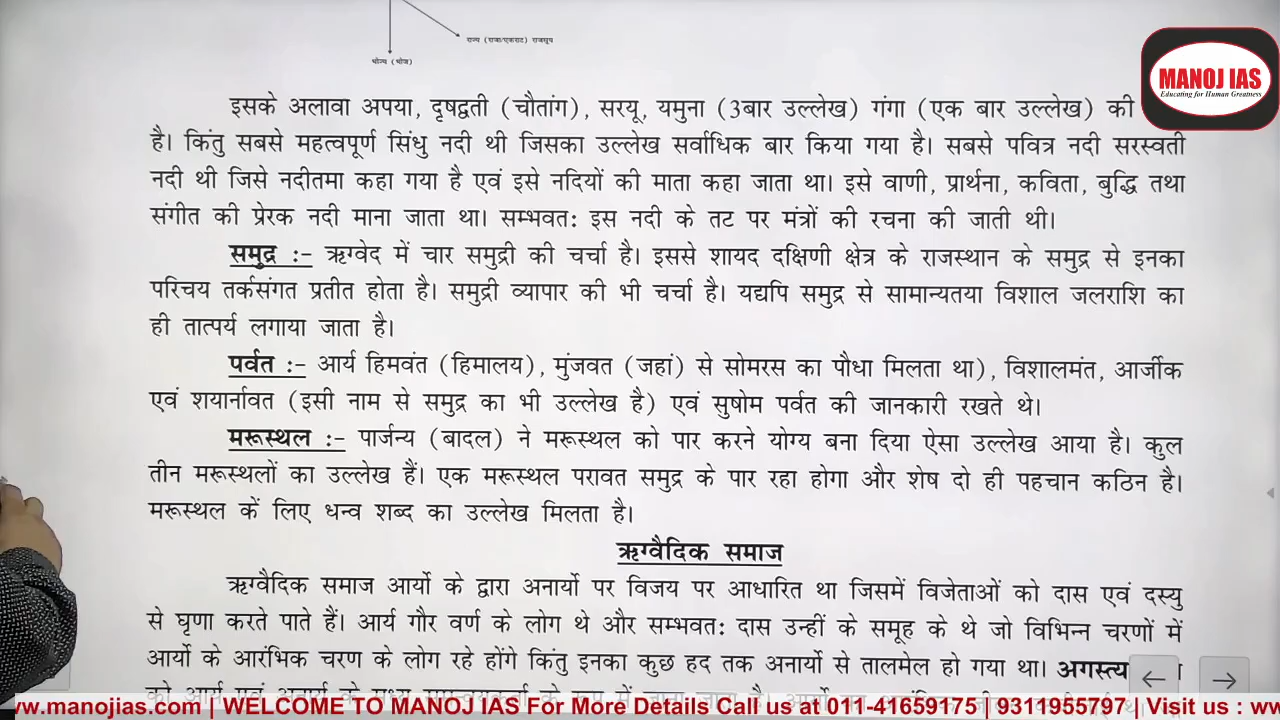 राज्य (राजा/एकराट) राजसूय
भोज्य (भोज)
MANOJ IAS
Educating for Human Greatness
इसके अलावा अपया, दृषद्वती (चौतांग), सरयू, यमुना (3बार उल्लेख) गंगा (एक बार उल्लेख) की
है। किंतु सबसे महत्वपूर्ण सिंधु नदी थी जिसका उल्लेख सर्वाधिक बार किया गया है। सबसे पवित्र नदी सरस्वती
नदी थी जिसे नदीतमा कहा गया है एवं इसे नदियों की माता कहा जाता था। इसे वाणी, प्रार्थना, कविता, बुद्धि तथा
संगीत की प्रेरक नदी माना जाता था। सम्भवतः इस नदी के तट पर मंत्रों की रचना की जाती थी।
समुद्र :- ऋग्वेद में चार समुद्री की चर्चा है। इससे शायद दक्षिणी क्षेत्र के राजस्थान के समुद्र से इनका
परिचय तर्कसंगत प्रतीत होता है। समुद्री व्यापार की भी चर्चा है। यद्यपि समुद्र से सामान्यतया विशाल जलराशि का
ही तात्पर्य लगाया जाता है।
पर्वत :- आर्य हिमवंत (हिमालय), मुंजवत (जहां) से सोमरस का पौधा मिलता था), विशालमंत, आर्जीक
एवं शयार्नावत (इसी नाम से समुद्र का भी उल्लेख है) एवं सुषोम पर्वत की जानकारी रखते थे।
मरूस्थल :- पार्जन्य (बादल) ने मरूस्थल को पार करने योग्य बना दिया ऐसा उल्लेख आया है। कुल
तीन मरूस्थलों का उल्लेख हैं। एक मरूस्थल परावत समुद्र के पार रहा होगा और शेष दो ही पहचान कठिन है।
मरूस्थल कें लिए धन्व शब्द का उल्लेख मिलता है।
ऋग्वैदिक समाज
ऋग्वैदिक समाज आर्यो के द्वारा अनार्यो पर विजय पर आधारित था जिसमें विजेताओं को दास एवं दस्यु
से घृणा करते पाते हैं। आर्य गौर वर्ण के लोग थे और सम्भवतः दास उन्हीं के समूह के थे जो विभिन्न चरणों में
आर्यो के आरंभिक चरण के लोग रहे होंगे किंतु इनका कुछ हद तक अनार्यो से तालमेल हो गया था। अगस्त्य
www.manojias.com | WELCOME TO MANOJ IAS For More Details Call us at 011-41659175 | 9311955797 | Visit us : ww